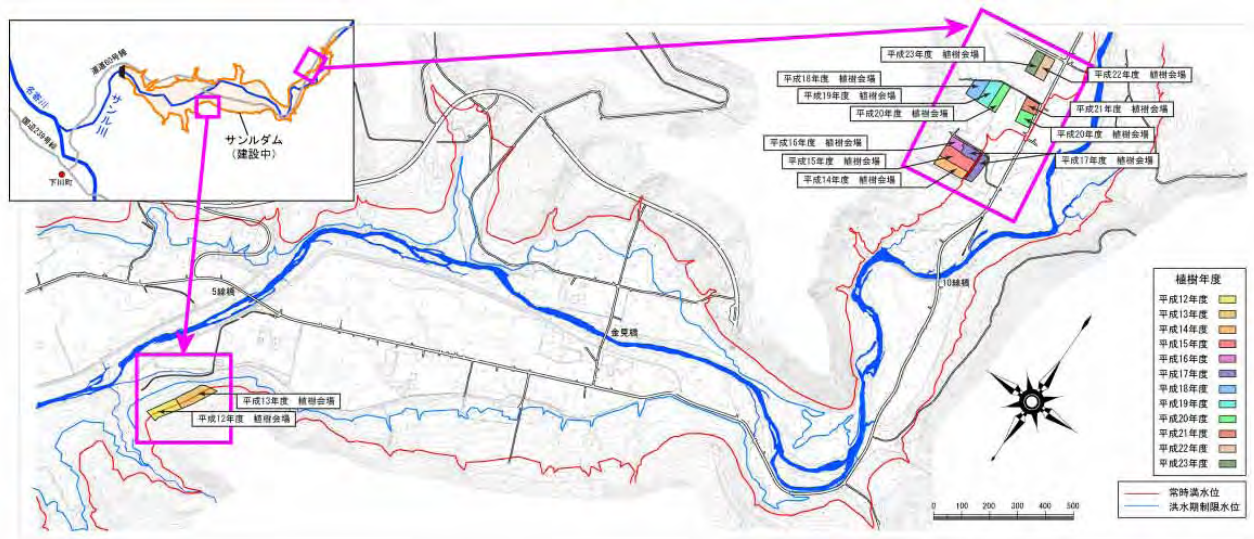 道道60号線
名寄川
サンル川
国道239号線
下川町
サンルダム
(建設中)
平成23年度 植樹会場
平成22年度 植樹会場
平成18年度 植樹会場
平成19年度 植樹会場
平成20年度 植樹会場
平成21年度 植樹会場
平成20年度 植樹会場
平成16年度 植樹会場
平成15年度 植樹会場
平成14年度 植樹会場
平成17年度 植樹会場
5線橋
金見橋
10線橋
平成13年度 植樹会場
平成12年度 植樹会場
植樹年度
平成12年度
平成13年度
平成14年度
平成15年度
平成16年度
平成17年度
平成18年度
平成19年度
平成20年度
平成21年度
平成22年度
平成23年度
常時満水位
洪水期制限水位
0 100 200 300 400 500